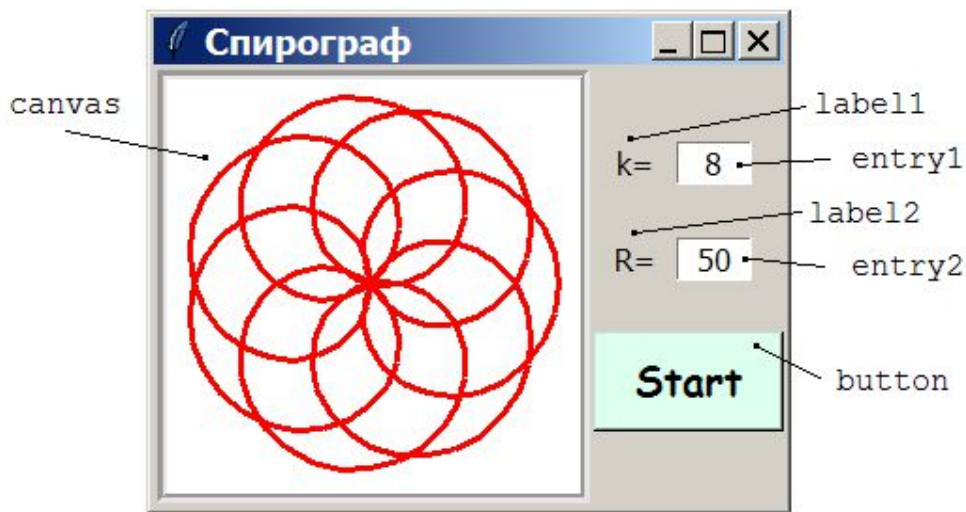 Спирограф
canvas
label1
k= 8
entry1
label2
R= 50
entry2
Start
button